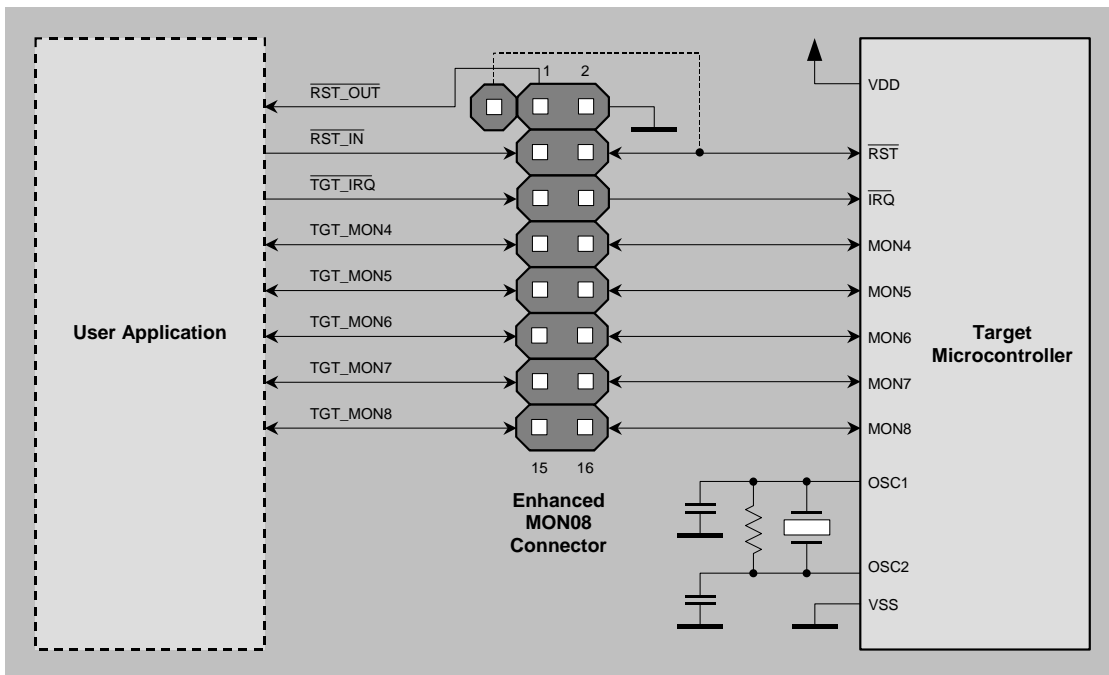 1 2
RST_OUT
VDD
RST_IN
RST
TGT_IRQ
IRQ
TGT_MON4
MON4
TGT_MON5
MON5
User Application
TGT_MON6
MON6
Target
Microcontroller
TGT_MON7
MON7
TGT_MON8
MON8
15 16
Enhanced
MON08
Connector
OSC1
OSC2
VSS